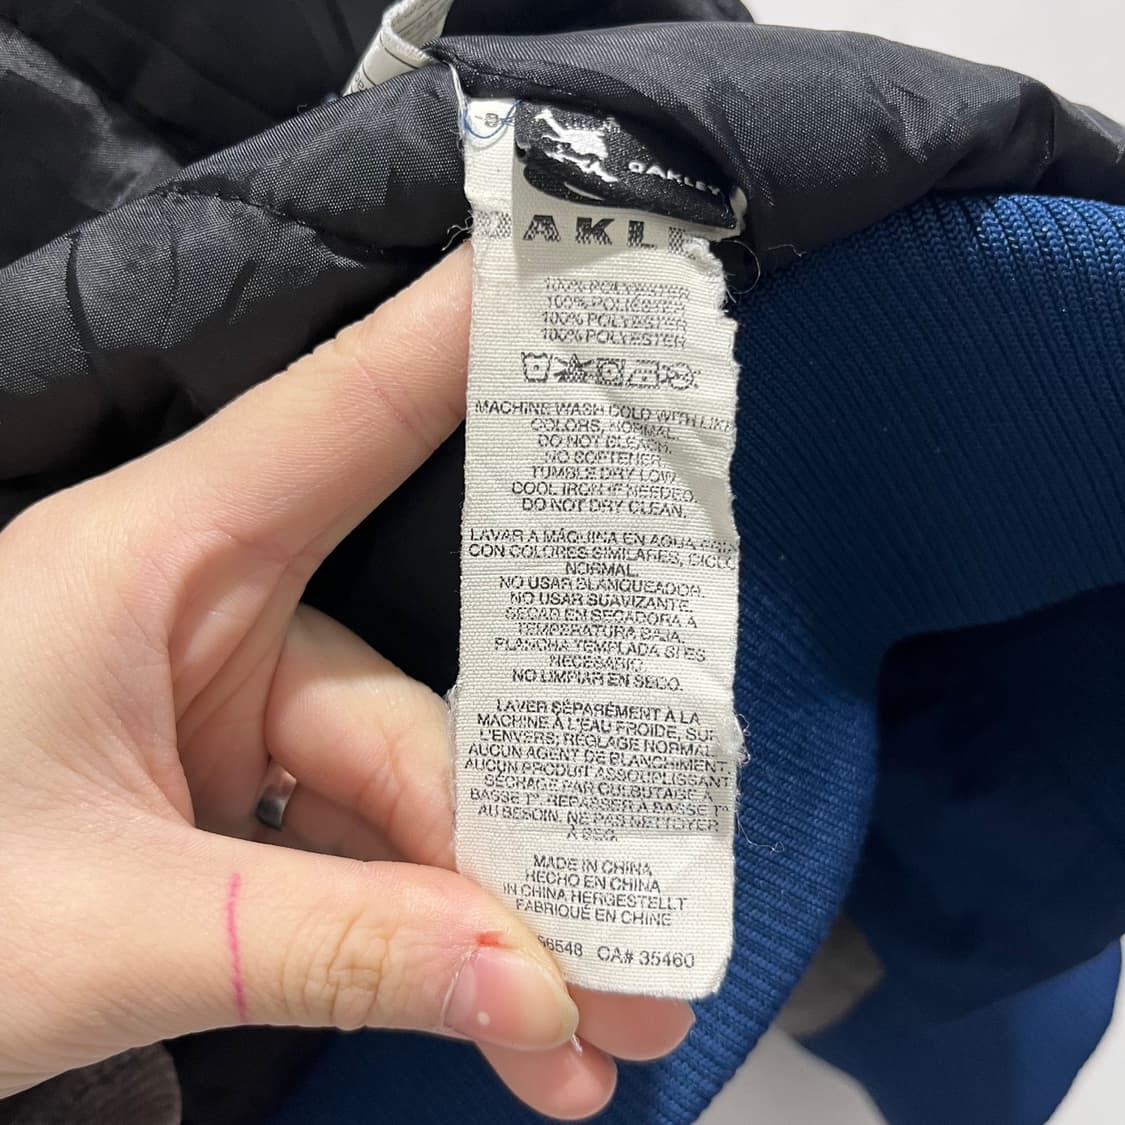 OAKLEY
AKL
100% POLYESTER
100% POLYESTER
100% POLYESTER
100% POLYESTER
MACHINE WASH COLD WITH LIKE
COLORS, NORMAL.
DO NOT BLEACH.
NO SOFTENER.
TUMBLE DRY LOW.
COOL IRON IF NEEDED.
DO NOT DRY CLEAN.
LAVAR A MÁQUINA EN AGUA
CON COLORES SIMILARES, CICLO
NORMAL.
NO USAR BLANQUEADOR.
NO USAR SUAVIZANTE.
SECAR EN SECADORA A
TEMPERATURA BAJA.
PLANCHA TEMPLADA SI ES
NECESARIO.
NO LIMPIAR EN SECO.
LAVER SÉPARÉMENT À LA
MACHINE À L'EAU FROIDE, SUR
L'ENVERS; RÉGLAGE NORMAL.
AUCUN AGENT DE BLANCHIMENT.
AUCUN PRODUIT ASSOUPLISSANT.
SÉCHAGE PAR CULBUTAGE À
BASSE T°. REPASSER À BASSE T°
AU BESOIN. NE PAS NETTOYER
À SEC.
MADE IN CHINA
HECHO EN CHINA
IN CHINA HERGESTELLT
FABRIQUÉ EN CHINE
56548 CA# 35460